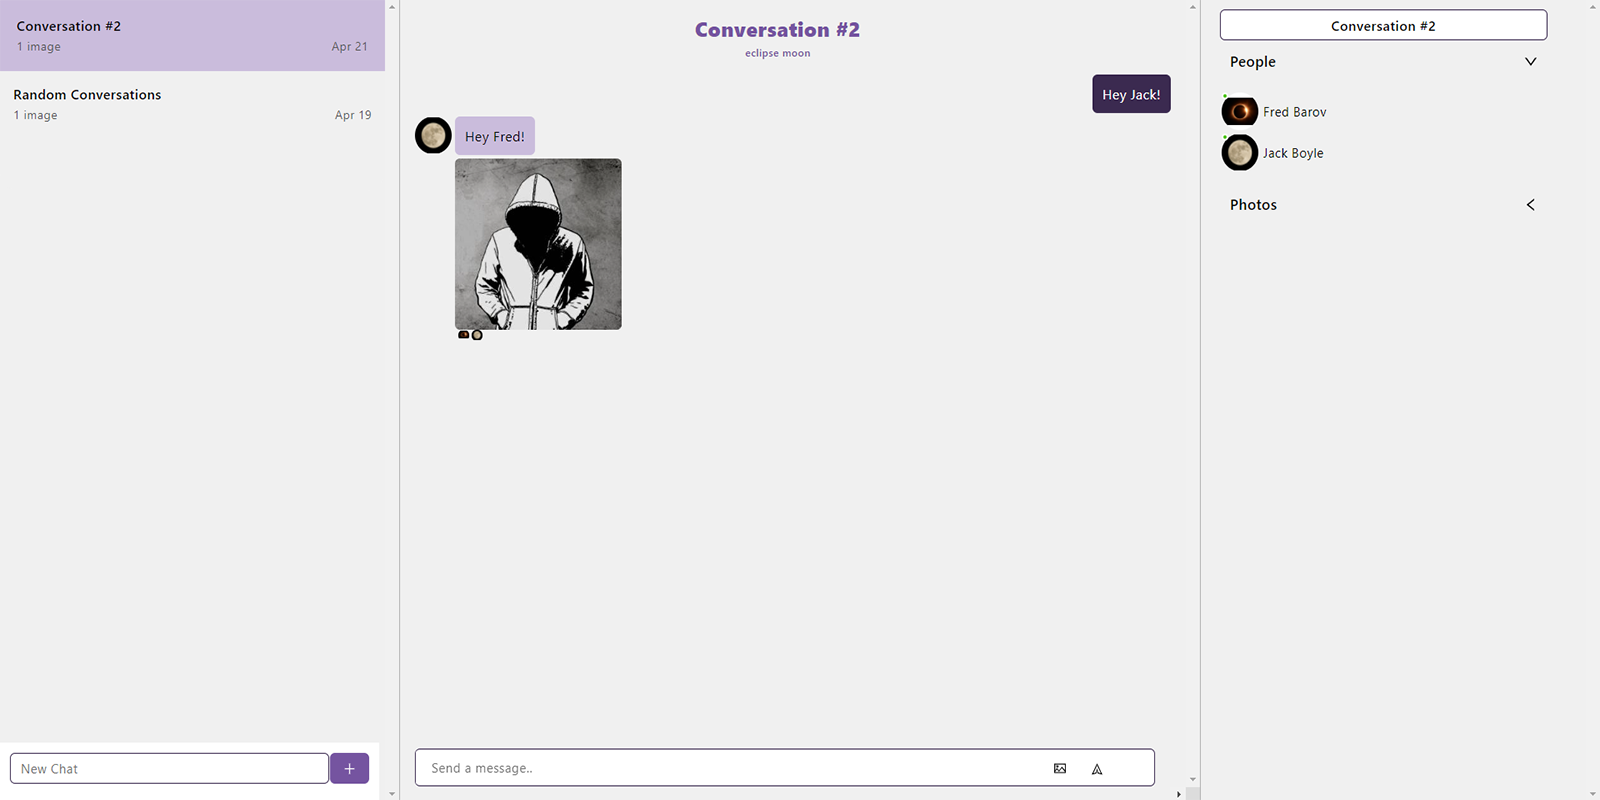 Conversation #2
1 image
Apr 21
Random Conversations
1 image
Apr 19
New Chat
+
Conversation #2
eclipse moon
Hey Jack!
Hey Fred!
Send a message..
Conversation #2
People
Fred Barov
Jack Boyle
Photos